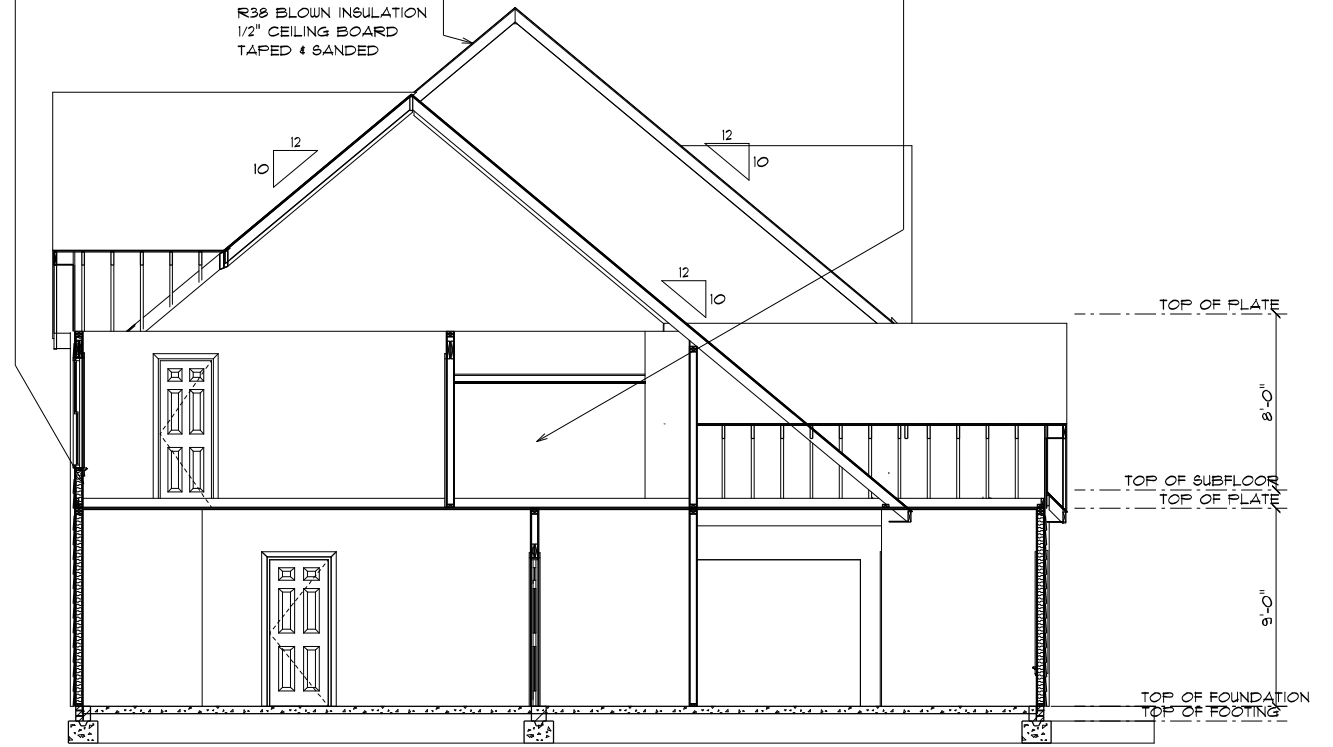 R38 BLOWN INSULATION
1/2" CEILING BOARD
TAPED & SANDED
12
10
12
10
12
10
TOP OF PLATE
8'-0"
TOP OF SUBFLOOR
TOP OF PLATE
9'-0"
TOP OF FOUNDATION
TOP OF FOOTING